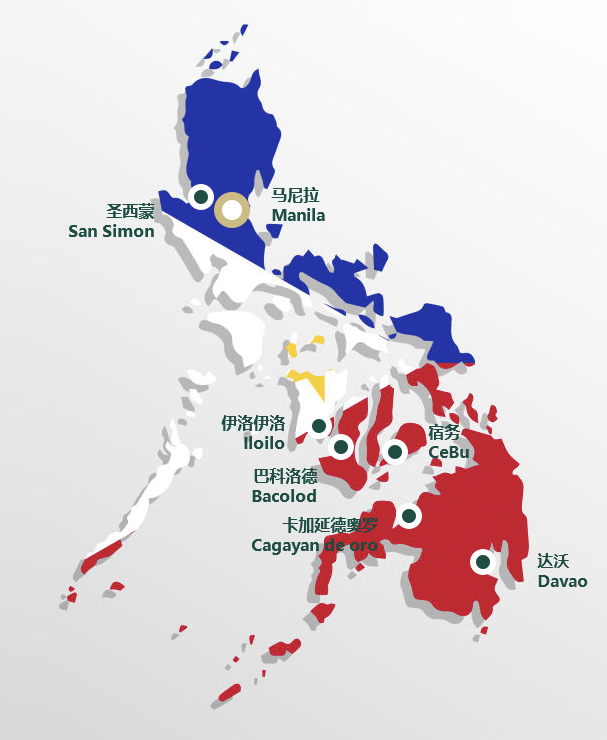 圣西蒙
San Simon
马尼拉
Manila
伊洛伊洛
Iloilo
宿务
CeBu
巴科洛德
Bacolod
卡加延德奥罗
Cagayan de oro
达沃
Davao